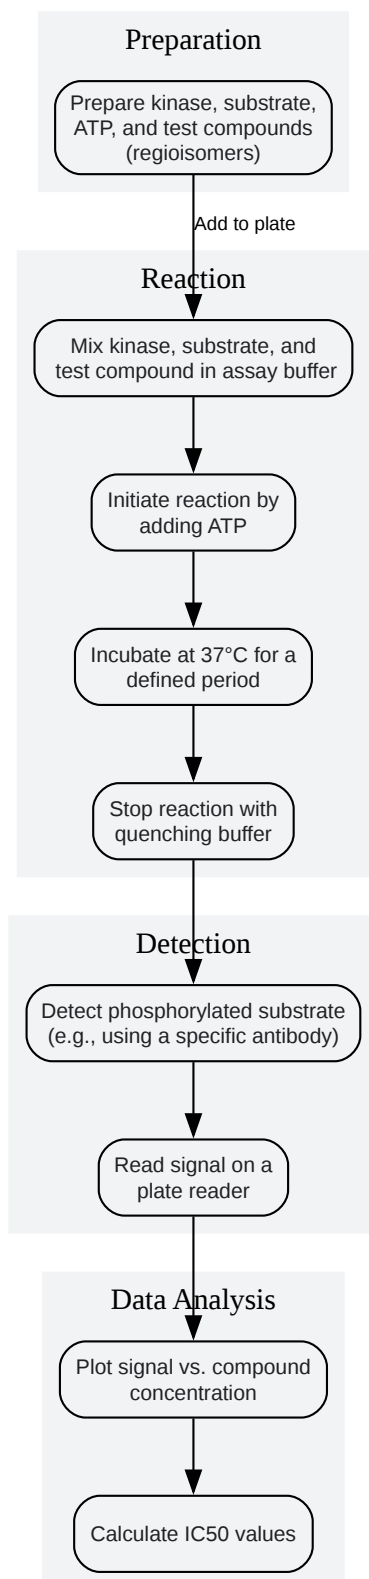 Preparation
Prepare kinase, substrate,
ATP, and test compounds
(regioisomers)
Add to plate
Reaction
Mix kinase, substrate, and
test compound in assay buffer
Initiate reaction by
adding ATP
Incubate at 37°C for a
defined period
Stop reaction with
quenching buffer
Detection
Detect phosphorylated substrate
(e.g., using a specific antibody)
Read signal on a
plate reader
Data Analysis
Plot signal vs. compound
concentration
Calculate IC50 values